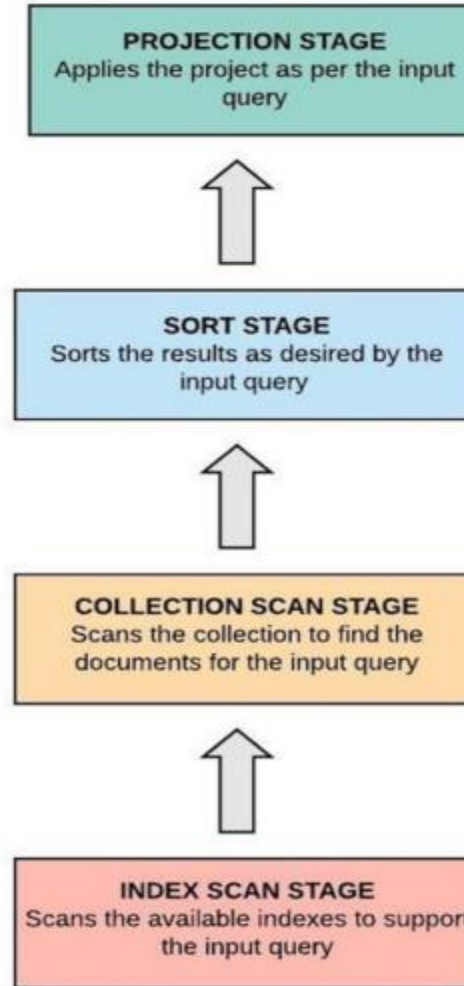 PROJECTION STAGE
Applies the project as per the input
query
SORT STAGE
Sorts the results as desired by the
input query
COLLECTION SCAN STAGE
Scans the collection to find the
documents for the input query
INDEX SCAN STAGE
Scans the available indexes to support
the input query